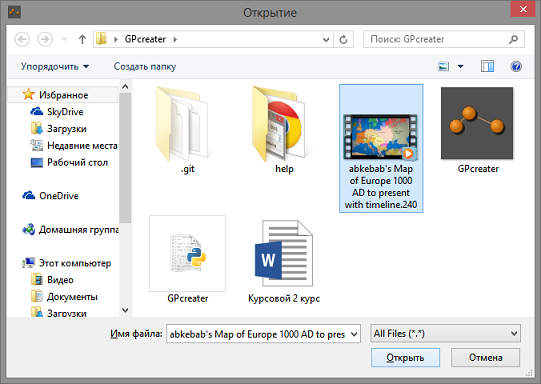 Открытие
GPcreater
Поиск: GPcreater
Упорядочить
Создать папку
Избранное
SkyDrive
Загрузки
Недавние места
Рабочий стол
OneDrive
Домашняя группа
Этот компьютер
Видео
Документы
Загрузки
.git
help
abkebab's Map
of Europe 1000
AD to present
with timeline.240
GPcreater
GPcreater
Курсовой 2 курс
Имя файла:
abkebab's Map of Europe 1000 AD to pres
All Files (*.*)
Открыть
Отмена